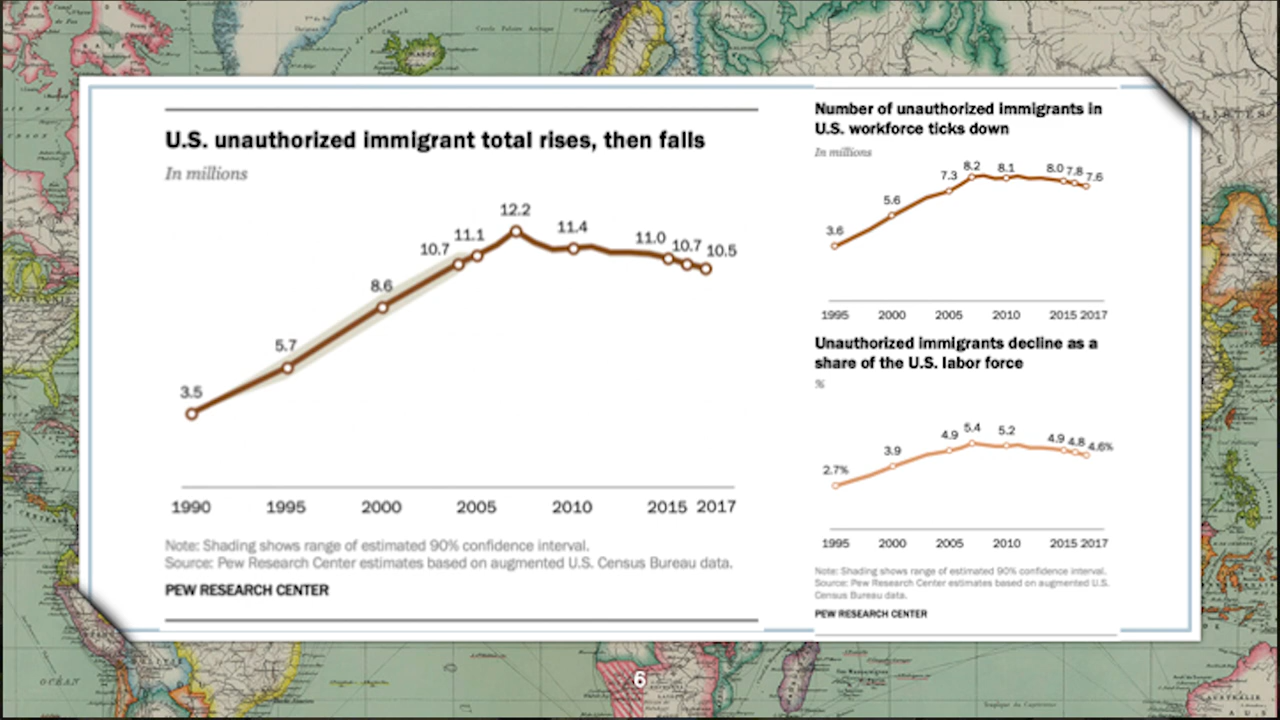 U.S. unauthorized immigrant total rises, then falls
In millions
3.5
5.7
8.6
10.7
11.1
12.2
11.4
11.0
10.7
10.5
1990 1995 2000 2005 2010 2015 2017
Note: Shading shows range of estimated 90% confidence interval.
Source: Pew Research Center estimates based on augmented U.S. Census Bureau data.
PEW RESEARCH CENTER
Number of unauthorized immigrants in
U.S. workforce ticks down
In millions
3.6
5.6
7.3
8.2
8.1
8.0
7.8
7.6
1995 2000 2005 2010 2015 2017
Unauthorized immigrants decline as a
share of the U.S. labor force
%
2.7%
3.9
4.9
5.4
5.2
4.9
4.8
4.6%
1995 2000 2005 2010 2015 2017
Note: Shading shows range of estimated 90% confidence interval.
Source: Pew Research Center estimates based on augmented U.S.
Census Bureau data.
PEW RESEARCH CENTER
6
OCÉAN